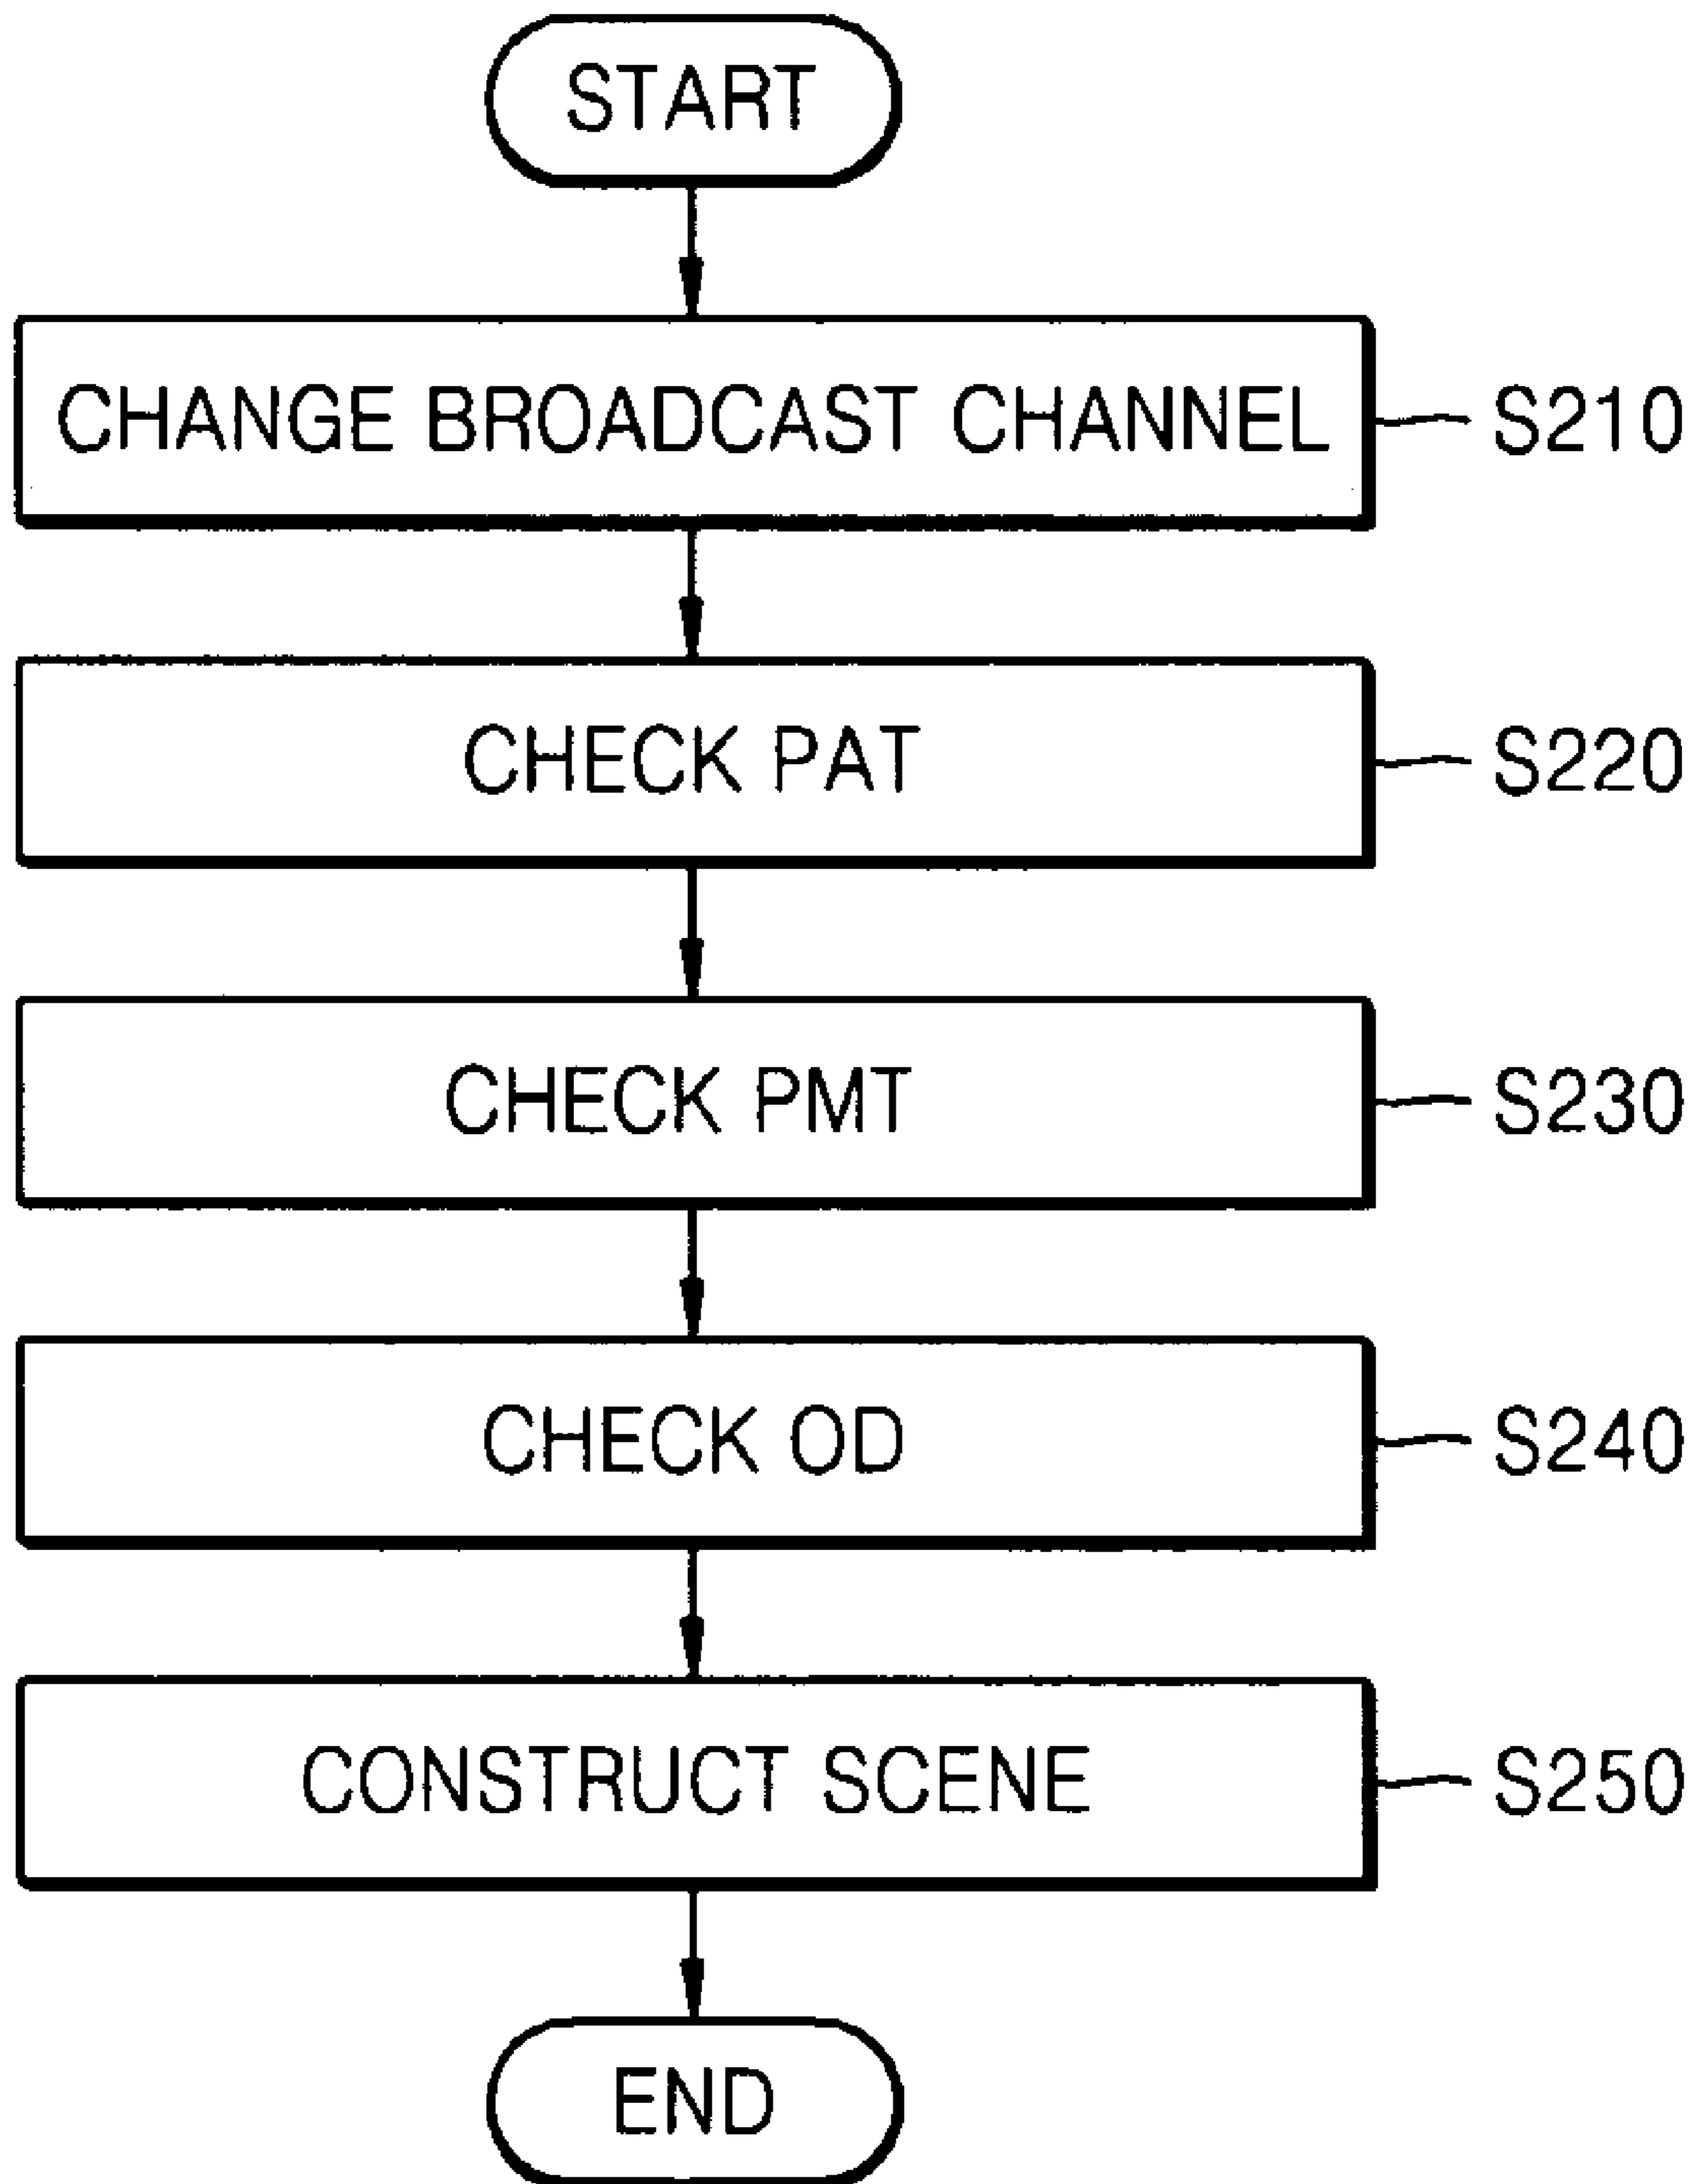 START
CHANGE BROADCAST CHANNEL S210
CHECK PAT S220
CHECK PMT S230
CHECK OD S240
CONSTRUCT SCENE S250
END